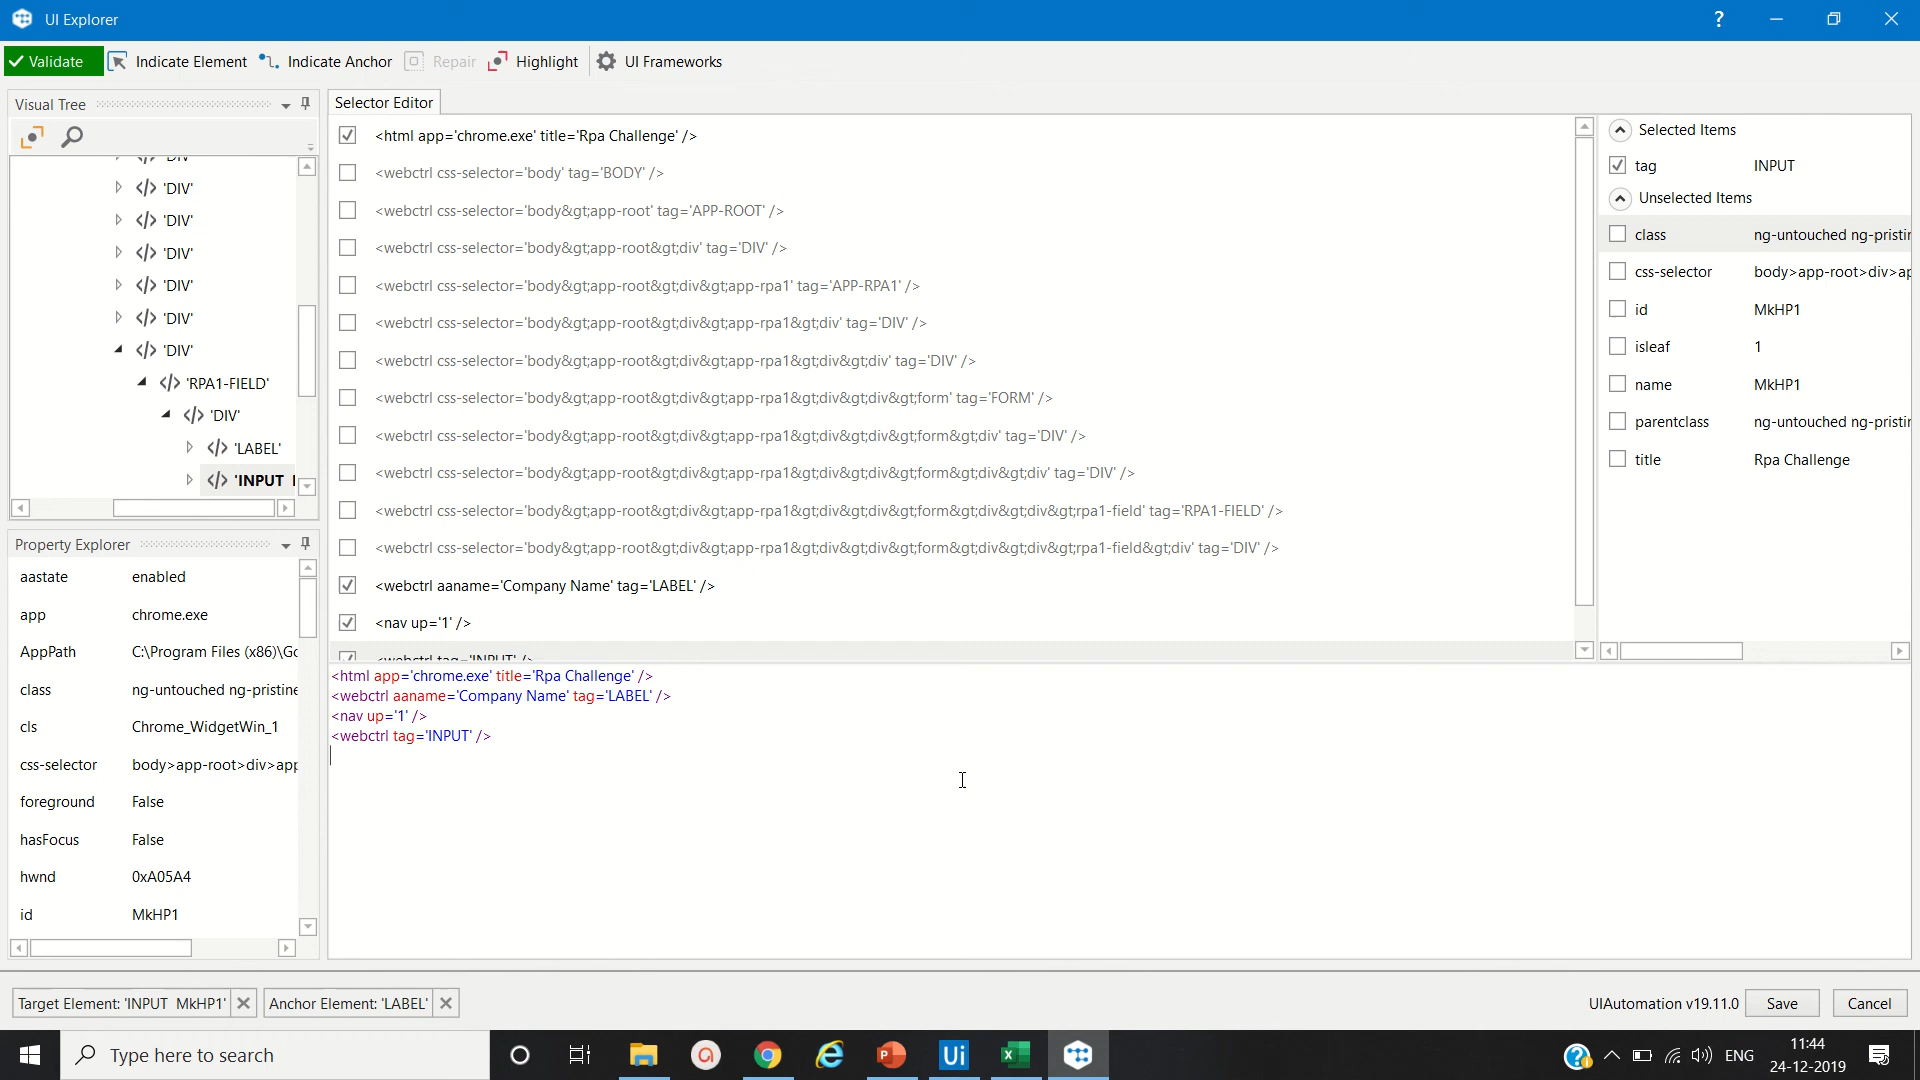 UI Explorer
?
Validate
Indicate Element
Indicate Anchor
Repair
Highlight
UI Frameworks
Visual Tree
'DIV'
'DIV'
'DIV'
'DIV'
'DIV'
'DIV'
'DIV'
'RPA1-FIELD'
'DIV'
'LABEL'
'INPUT
Property Explorer
aastate enabled
app chrome.exe
AppPath C:\Program Files (x86)\Go
class ng-untouched ng-pristine
cls Chrome_WidgetWin_1
css-selector body>app-root>div>app
foreground False
hasFocus False
hwnd 0xA05A4
id MkHP1
Selector Editor
<html app='chrome.exe' title='Rpa Challenge' />
<webctrl css-selector='body' tag='BODY' />
<webctrl css-selector='body&gt;app-root' tag='APP-ROOT' />
<webctrl css-selector='body&gt;app-root&gt;div' tag='DIV' />
<webctrl css-selector='body&gt;app-root&gt;div&gt;app-rpa1' tag='APP-RPA1' />
<webctrl css-selector='body&gt;app-root&gt;div&gt;app-rpa1&gt;div' tag='DIV' />
<webctrl css-selector='body&gt;app-root&gt;div&gt;app-rpa1&gt;div&gt;div' tag='DIV' />
<webctrl css-selector='body&gt;app-root&gt;div&gt;app-rpa1&gt;div&gt;div&gt;form' tag='FORM' />
<webctrl css-selector='body&gt;app-root&gt;div&gt;app-rpa1&gt;div&gt;div&gt;form&gt;div' tag='DIV' />
<webctrl css-selector='body&gt;app-root&gt;div&gt;app-rpa1&gt;div&gt;div&gt;form&gt;div&gt;div' tag='DIV' />
<webctrl css-selector='body&gt;app-root&gt;div&gt;app-rpa1&gt;div&gt;div&gt;form&gt;div&gt;div&gt;rpa1-field' tag='RPA1-FIELD' />
<webctrl css-selector='body&gt;app-root&gt;div&gt;app-rpa1&gt;div&gt;div&gt;form&gt;div&gt;div&gt;rpa1-field&gt;div' tag='DIV' />
<webctrl aaname='Company Name' tag='LABEL' />
<nav up='1' />
<webctrl tag='INPUT' />
<html app='chrome.exe' title='Rpa Challenge' />
<webctrl aaname='Company Name' tag='LABEL' />
<nav up='1' />
<webctrl tag='INPUT' />
Selected Items
tag INPUT
Unselected Items
class ng-untouched ng-pristin
css-selector body>app-root>div>ap
id MkHP1
isleaf 1
name MkHP1
parentclass ng-untouched ng-pristin
title Rpa Challenge
Target Element: 'INPUT MkHP1'
Anchor Element: 'LABEL'
UIAutomation v19.11.0
Save
Cancel
Type here to search
Ui
ENG
11:44
24-12-2019